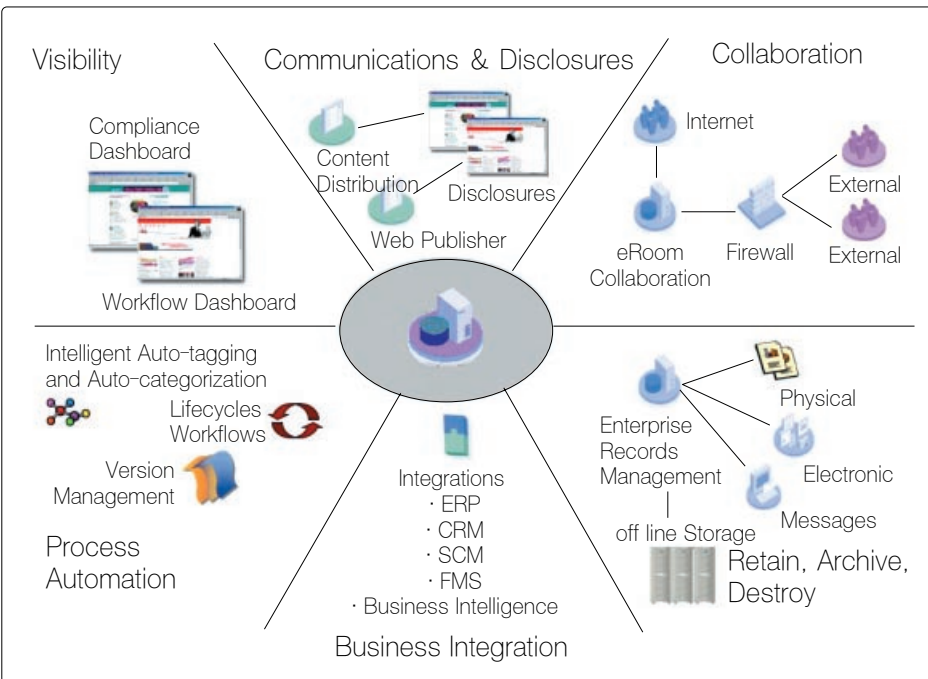 Visibility
Compliance
Dashboard
Workflow Dashboard
Communications & Disclosures
Content
Distribution
Disclosures
Web Publisher
Collaboration
Internet
External
External
eRoom
Collaboration
Firewall
Intelligent Auto-tagging
and Auto-categorization
Lifecycles
Workflows
Version
Management
Process
Automation
Integrations
· ERP
· CRM
· SCM
· FMS
· Business Intelligence
Business Integration
Enterprise
Records
Management
Physical
Electronic
Messages
off line Storage
Retain, Archive,
Destroy